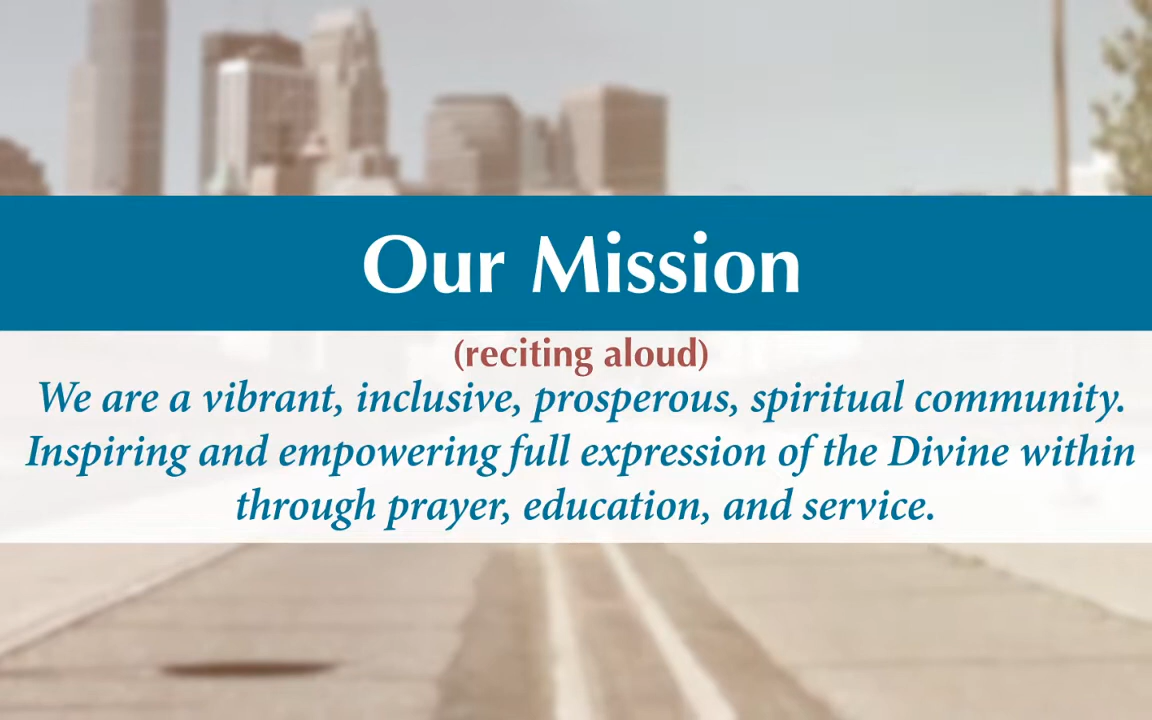 Our Mission
(reciting aloud)
We are a vibrant, inclusive, prosperous, spiritual community.
Inspiring and empowering full expression of the Divine within
through prayer, education, and service.